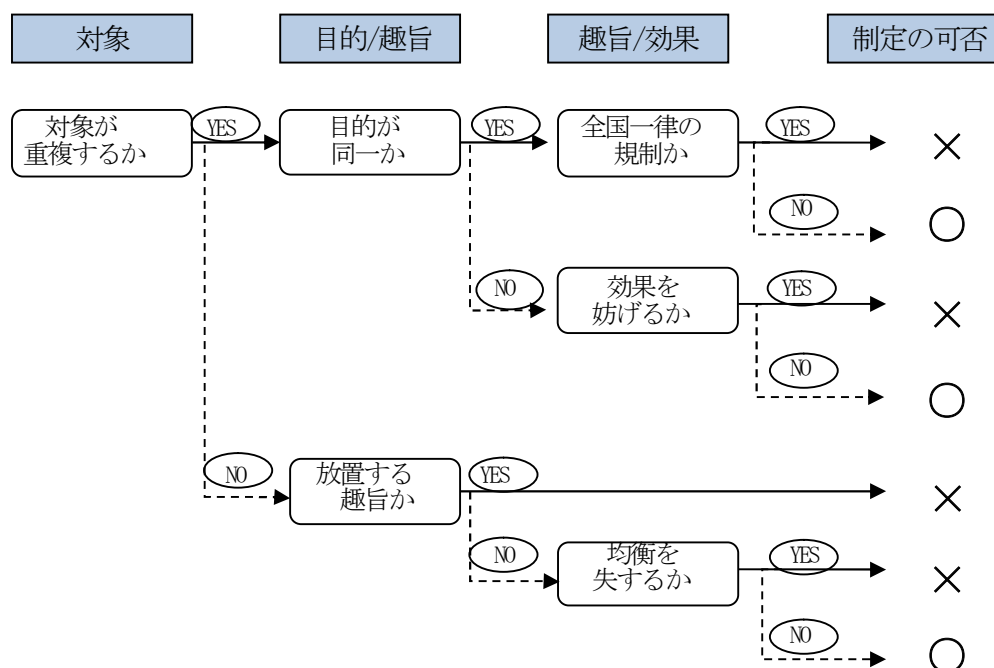 対象
目的/趣旨
趣旨/効果
制定の可否
対象が
重複するか
YES
目的が
同一か
YES
全国一律の
規制か
YES
×
NO
○
NO
効果を
妨げるか
YES
×
NO
○
NO
放置する
趣旨か
YES
×
NO
均衡を
失するか
YES
×
NO
○